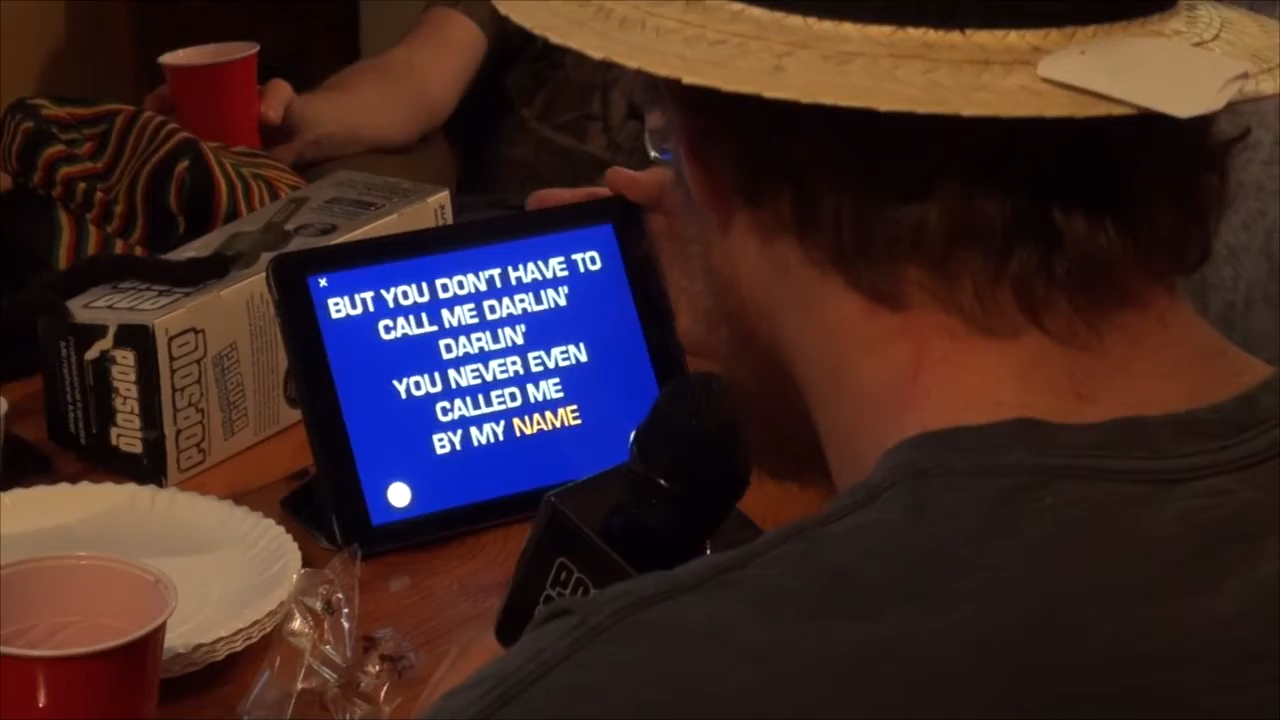 ×
BUT YOU DON'T HAVE TO
CALL ME DARLIN'
DARLIN'
YOU NEVER EVEN
CALLED ME
BY MY NAME
POPSOLO
POPSOLO